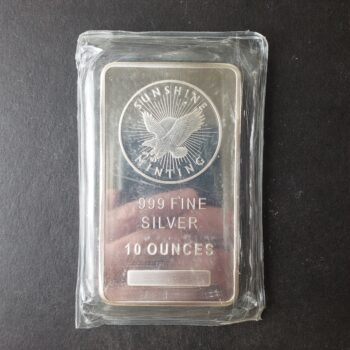 SUNSHINE
MINTING
999 FINE
SILVER
10 OUNCES